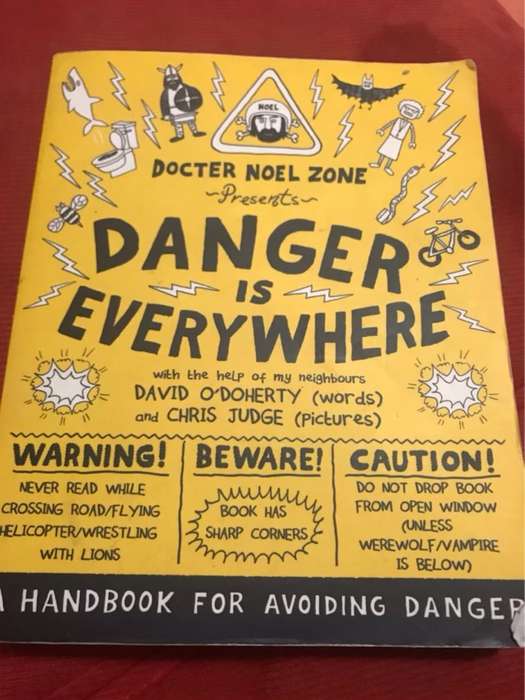 NOEL
DOCTER NOEL ZONE
Presents
DANGER
IS
EVERYWHERE
with the help of my neighbours
DAVID O'DOHERTY (words)
and CHRIS JUDGE (pictures)
WARNING!
NEVER READ WHILE
CROSSING ROAD/FLYING
HELICOPTER/WRESTLING
WITH LIONS
BEWARE!
BOOK HAS
SHARP CORNERS
CAUTION!
DO NOT DROP BOOK
FROM OPEN WINDOW
(UNLESS
WEREWOLF/VAMPIRE
IS BELOW)
A HANDBOOK FOR AVOIDING DANGER